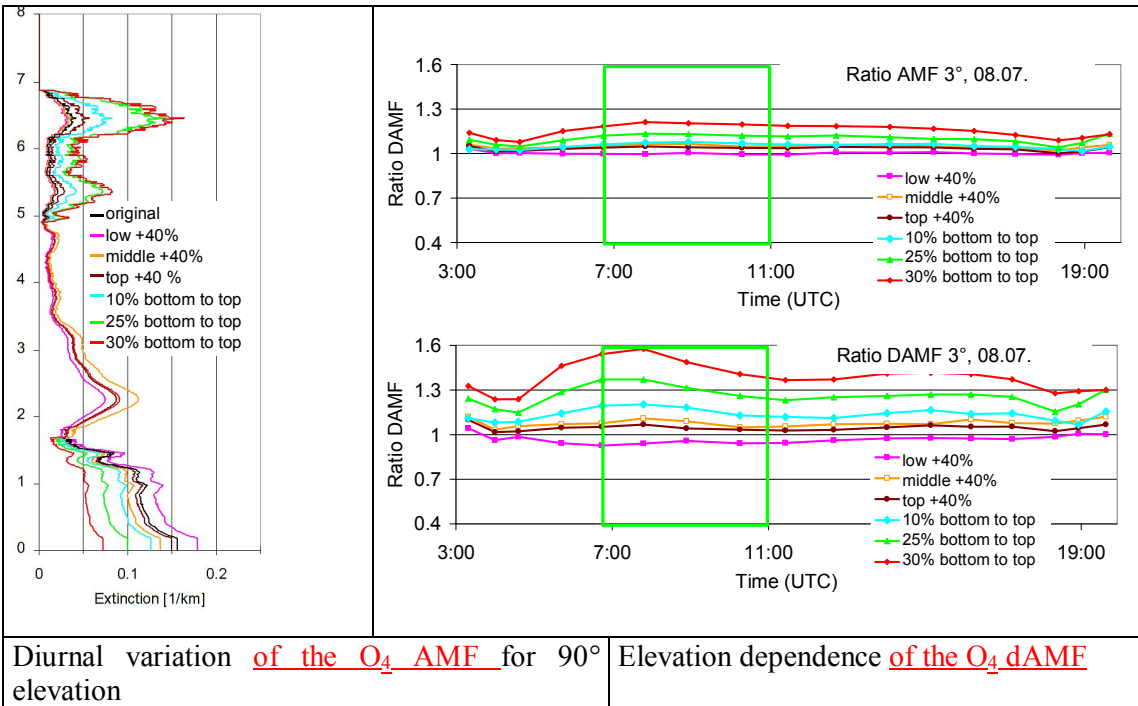 8
7
6
5
4
3
2
1
0
original
low +40%
middle +40%
top +40 %
10% bottom to top
25% bottom to top
30% bottom to top
0
0.1
0.2
Extinction [1/km]
Ratio AMF 3°, 08.07.
Ratio DAMF
1.6
1.3
1
0.7
0.4
low +40%
middle +40%
top +40%
10% bottom to top
25% bottom to top
30% bottom to top
3:00
7:00
11:00
19:00
Time (UTC)
Ratio DAMF 3°, 08.07.
Ratio DAMF
1.6
1.3
1
0.7
0.4
low +40%
middle +40%
top +40%
10% bottom to top
25% bottom to top
30% bottom to top
3:00
7:00
11:00
19:00
Time (UTC)
Diurnal variation of the O₄ AMF for 90°
elevation
Elevation dependence of the O₄ dAMF